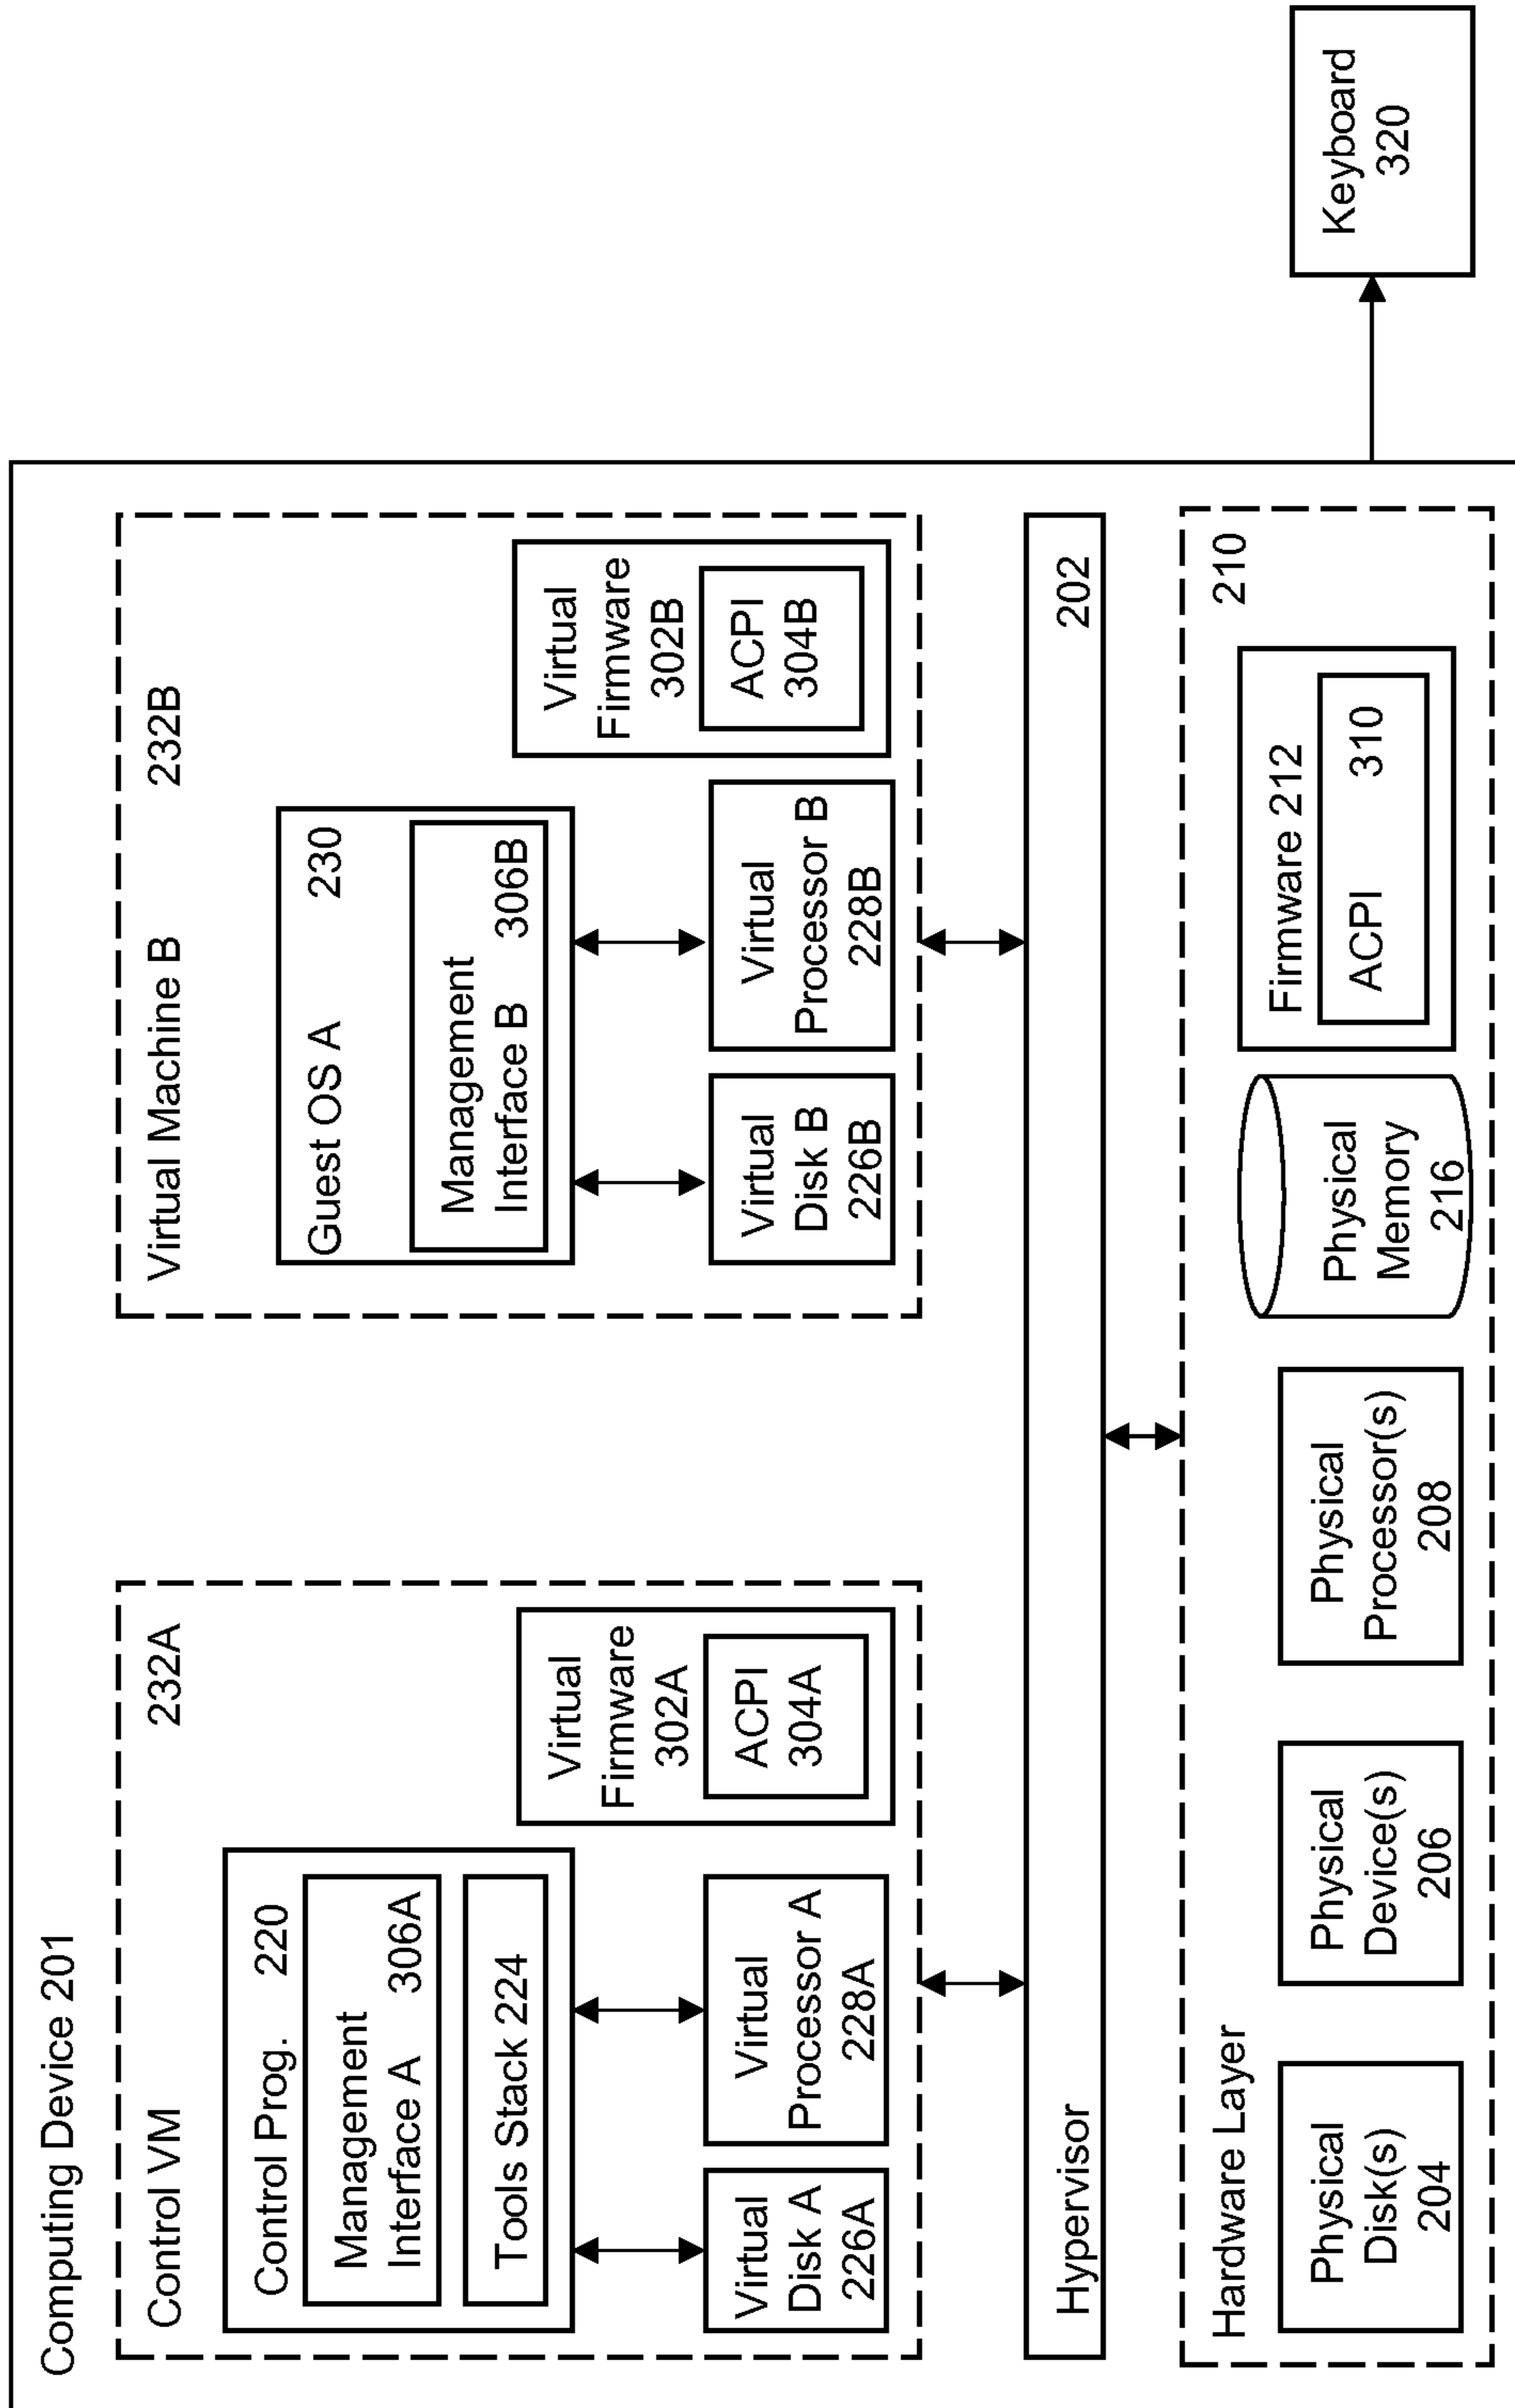 Computing Device 201
Control VM 232A
Control Prog. 220
Management
Interface A 306A
Tools Stack 224
Virtual
Disk A
226A
Virtual
Processor A
228A
Virtual
Firmware
302A
ACPI
304A
Virtual Machine B 232B
Guest OS A 230
Management
Interface B 306B
Virtual
Disk B
226B
Virtual
Processor B
228B
Virtual
Firmware
302B
ACPI
304B
Hypervisor 202
Hardware Layer 210
Physical
Disk(s)
204
Physical
Device(s)
206
Physical
Processor(s)
208
Physical
Memory
216
Firmware 212
ACPI 310
Keyboard
320